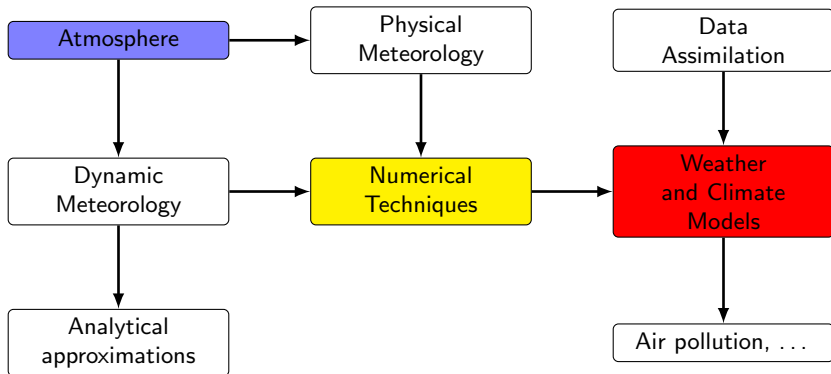 Atmosphere
Physical
Meteorology
Data
Assimilation
Dynamic
Meteorology
Numerical
Techniques
Weather
and Climate
Models
Analytical
approximations
Air pollution, ...